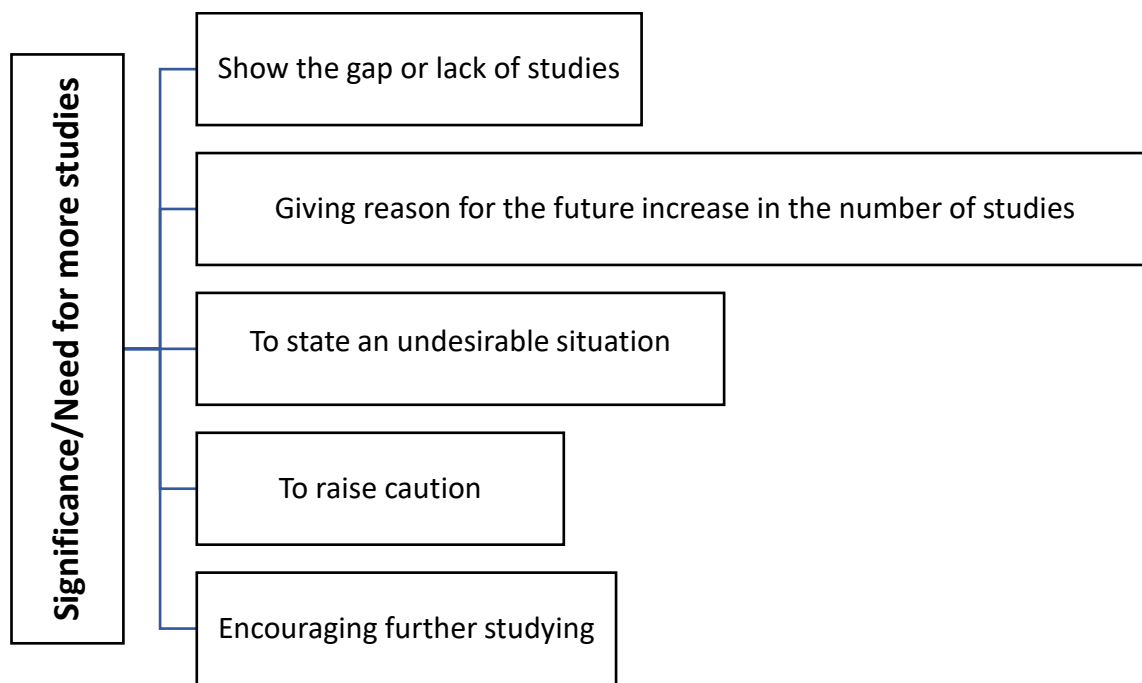 Significance/Need for more studies
Show the gap or lack of studies
Giving reason for the future increase in the number of studies
To state an undesirable situation
To raise caution
Encouraging further studying